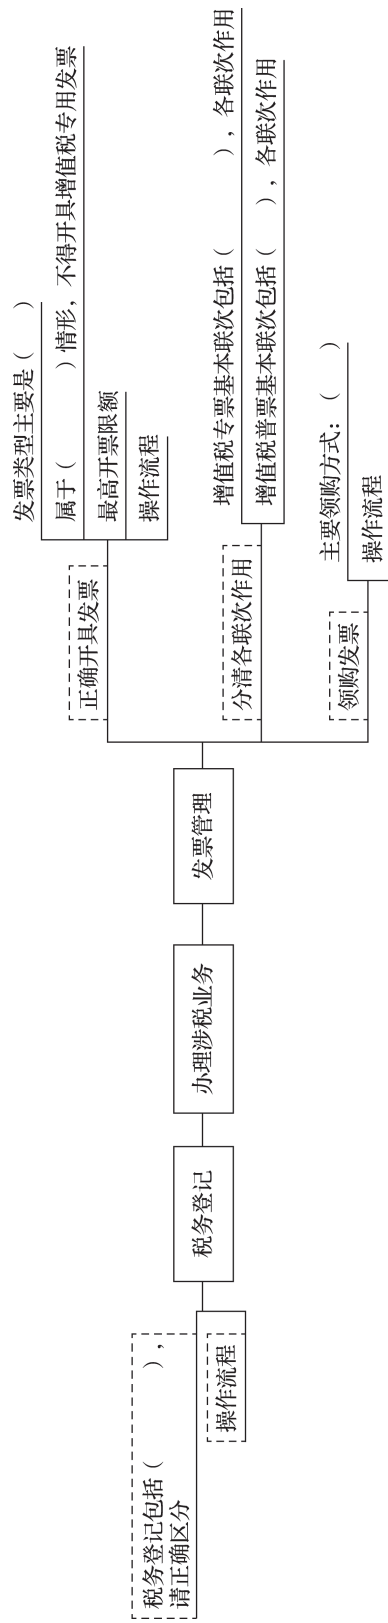 税务登记包括（　　　），
请正确区分
操作流程
税务登记
办理涉税业务
发票管理
正确开具发票
发票类型主要是（　　）
属于（　　　）情形，不得开具增值税专用发票
最高开票限额
操作流程
分清各联次作用
增值税专票基本联次包括（　　　），各联次作用
增值税普票基本联次包括（　　），各联次作用
领购发票
主要领购方式：（　　）
操作流程